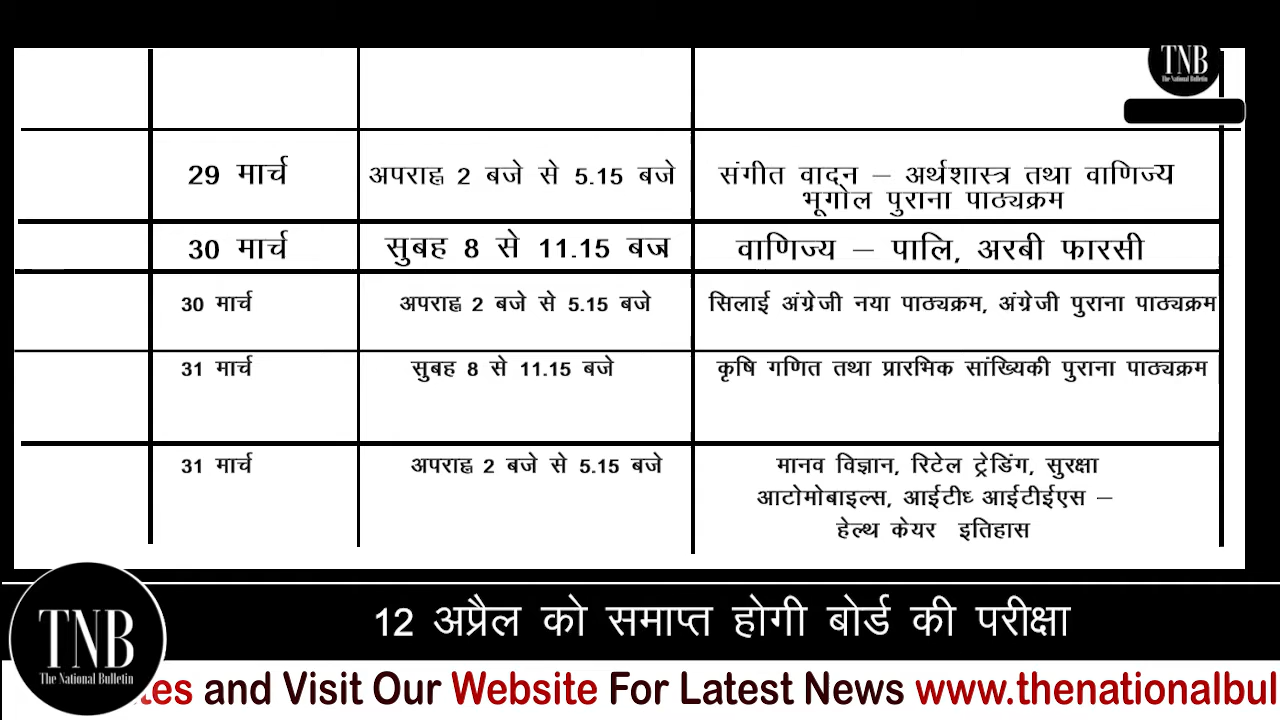 TNB
The National Bulletin
29 मार्च अपराह्न 2 बजे से 5.15 बजे संगीत वादन – अर्थशास्त्र तथा वाणिज्य
भूगोल पुराना पाठ्यक्रम
30 मार्च सुबह 8 से 11.15 बज वाणिज्य – पालि, अरबी फारसी
30 मार्च अपराह्न 2 बजे से 5.15 बजे सिलाई अंग्रेजी नया पाठ्यक्रम, अंग्रेजी पुराना पाठ्यक्रम
31 मार्च सुबह 8 से 11.15 बजे कृषि गणित तथा प्रारभिक सांख्यिकी पुराना पाठ्यक्रम
31 मार्च अपराह्न 2 बजे से 5.15 बजे मानव विज्ञान, रिटेल ट्रेडिंग, सुरक्षा
आटोमोबाइल्स, आईटीध् आईटीईएस –
हेल्थ केयर इतिहास
12 अप्रैल को समाप्त होगी बोर्ड की परीक्षा
TNB
The National Bulletin
tes and Visit Our Website For Latest News www.thenationalbul